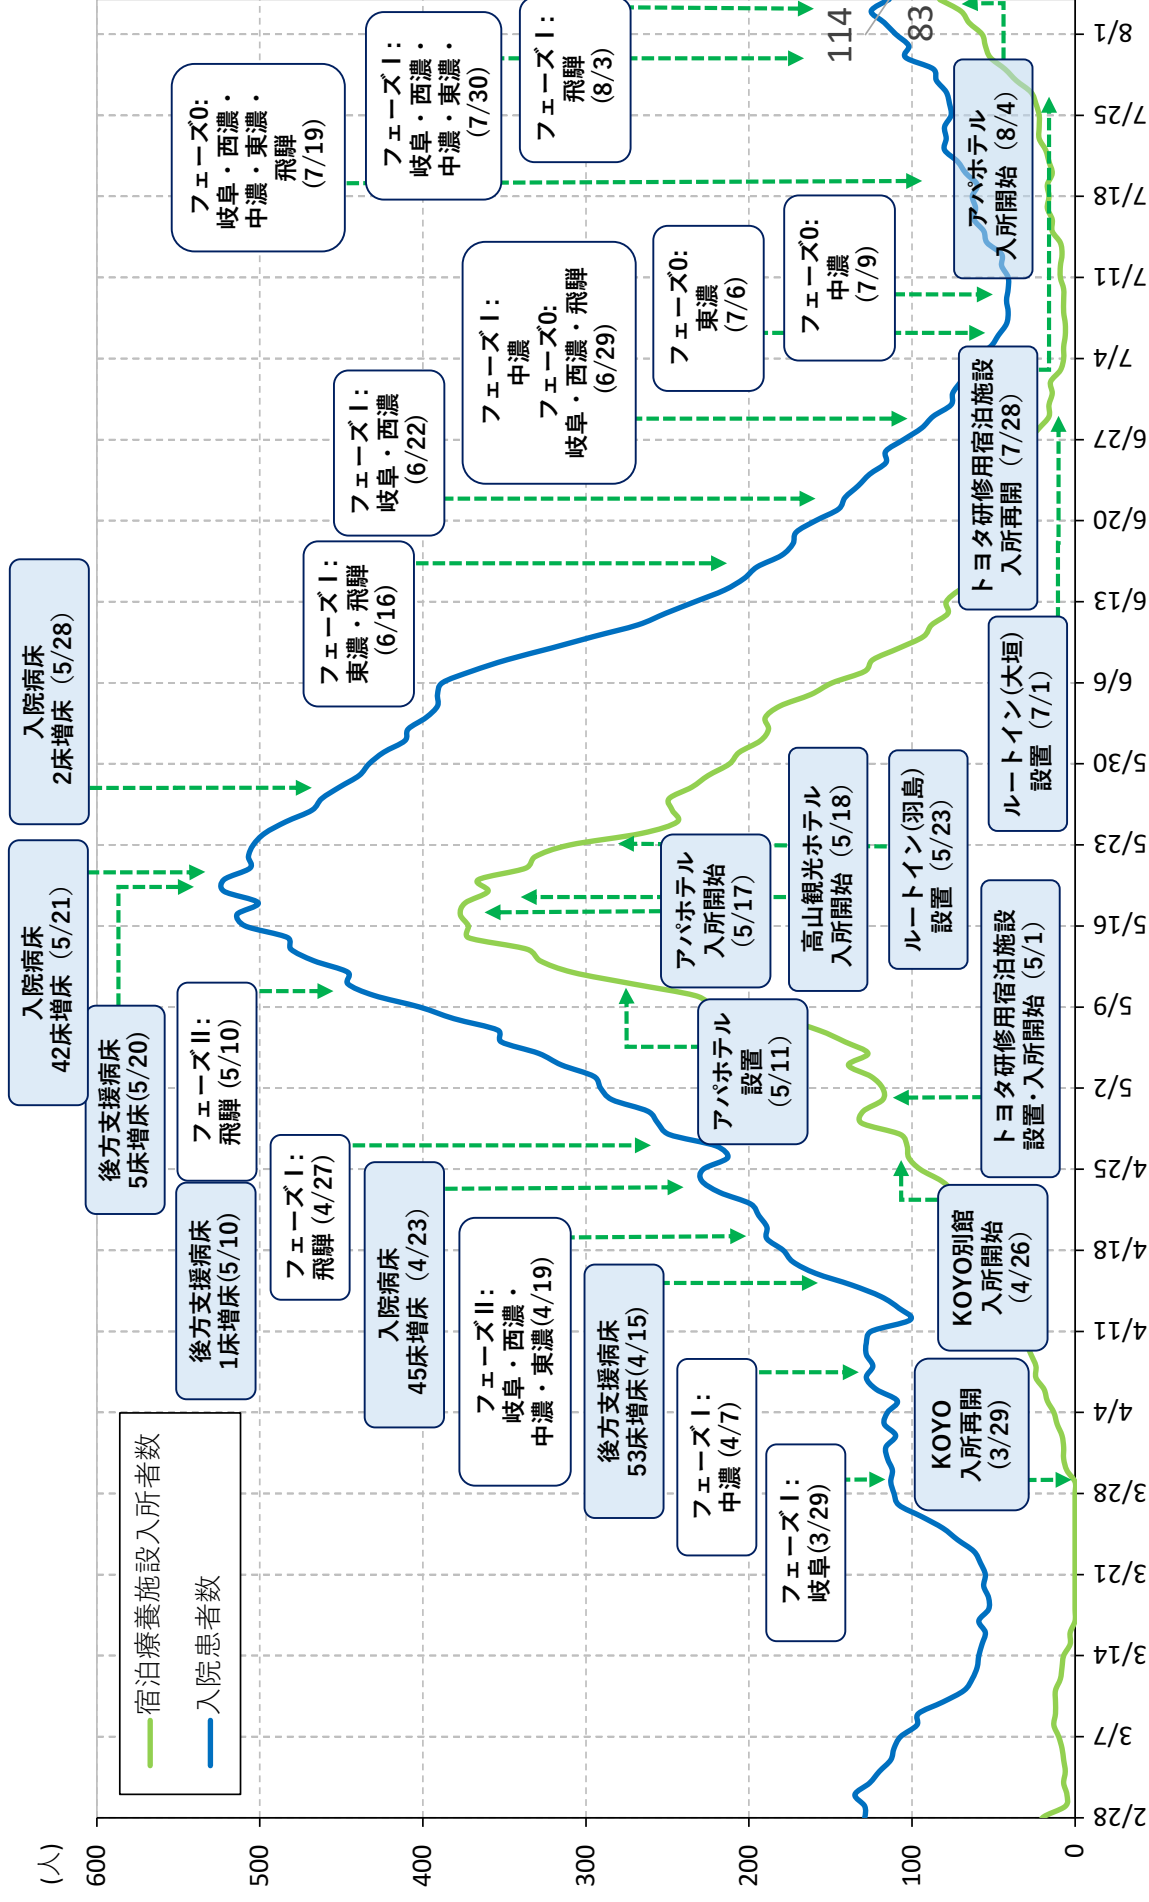 (人)
600
500
400
300
200
100
0
2/28
3/7
3/14
3/21
3/28
4/4
4/11
4/18
4/25
5/2
5/9
5/16
5/23
5/30
6/6
6/13
6/20
6/27
7/4
7/11
7/18
7/25
8/1
宿泊療養施設入所者数
入院患者数
フェーズⅠ:
岐阜(3/29)
KOYO
入所再開
(3/29)
フェーズⅠ:
中濃 (4/7)
後方支援病床
53床増床(4/15)
フェーズⅡ:
岐阜・西濃・
中濃・東濃(4/19)
入院病床
45床増床（4/23）
KOYO別館
入所開始
(4/26)
フェーズⅠ:
飛騨 (4/27)
トヨタ研修用宿泊施設
設置･入所開始（5/1）
後方支援病床
1床増床(5/10)
フェーズⅡ:
飛騨 (5/10)
アパホテル
設置
(5/11)
アパホテル
入所開始
(5/17)
高山観光ホテル
入所開始（5/18）
後方支援病床
5床増床(5/20)
入院病床
42床増床（5/21）
ルートイン(羽島)
設置（5/23）
入院病床
2床増床（5/28）
フェーズⅠ:
東濃・飛騨
(6/16)
フェーズⅠ:
岐阜・西濃
(6/22)
フェーズⅠ:
中濃
フェーズ0:
岐阜・西濃・飛騨
(6/29)
ルートイン(大垣)
設置（7/1）
フェーズ0:
東濃
(7/6)
フェーズ0:
中濃
(7/9)
フェーズ0:
岐阜・西濃・
中濃・東濃・
飛騨
(7/19)
トヨタ研修用宿泊施設
入所再開（7/28）
フェーズⅠ:
岐阜・西濃・
中濃・東濃・
(7/30)
フェーズⅠ:
飛騨
(8/3)
アパホテル
入所開始（8/4）
114
83